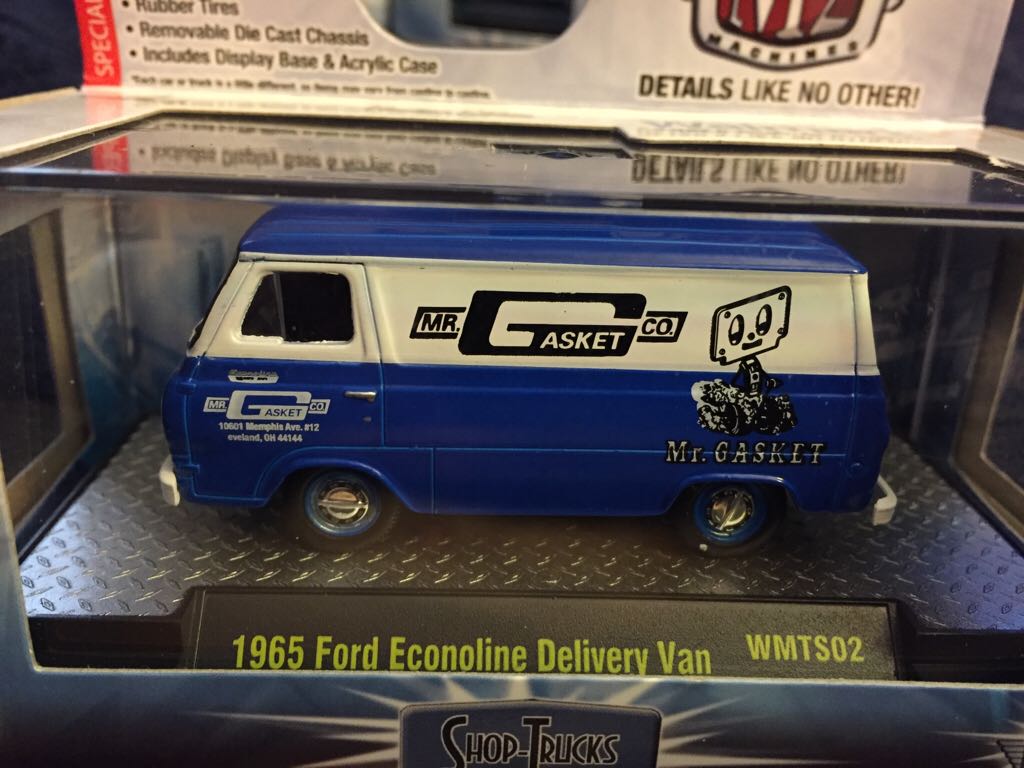 SPECIAL
• Rubber Tires
• Removable Die Cast Chassis
• Includes Display Base & Acrylic Case
MACHINES
DETAILS LIKE NO OTHER!
MR. GASKET CO.
Econoline
MR. GASKET CO.
10601 Memphis Ave. #12
eveland, OH 44144
Mr. GASKET
1965 Ford Econoline Delivery Van
WMTS02
SHOP-TRUCKS